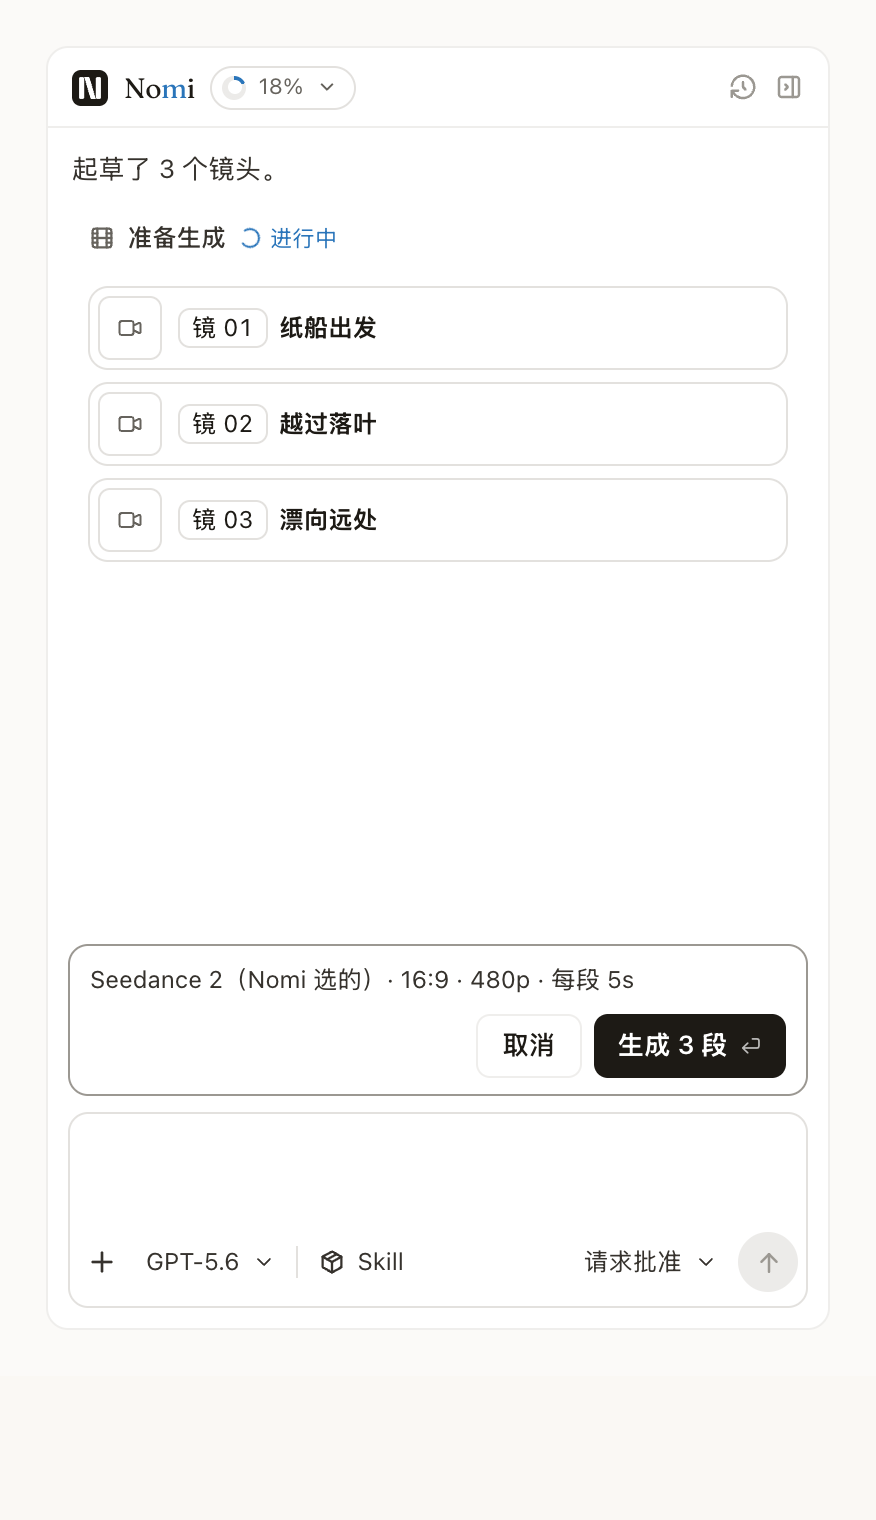 Nomi 18%
起草了 3 个镜头。
准备生成 进行中
镜 01 纸船出发
镜 02 越过落叶
镜 03 漂向远处
Seedance 2（Nomi 选的）· 16:9 · 480p · 每段 5s
取消 生成 3 段
GPT-5.6 Skill 请求批准